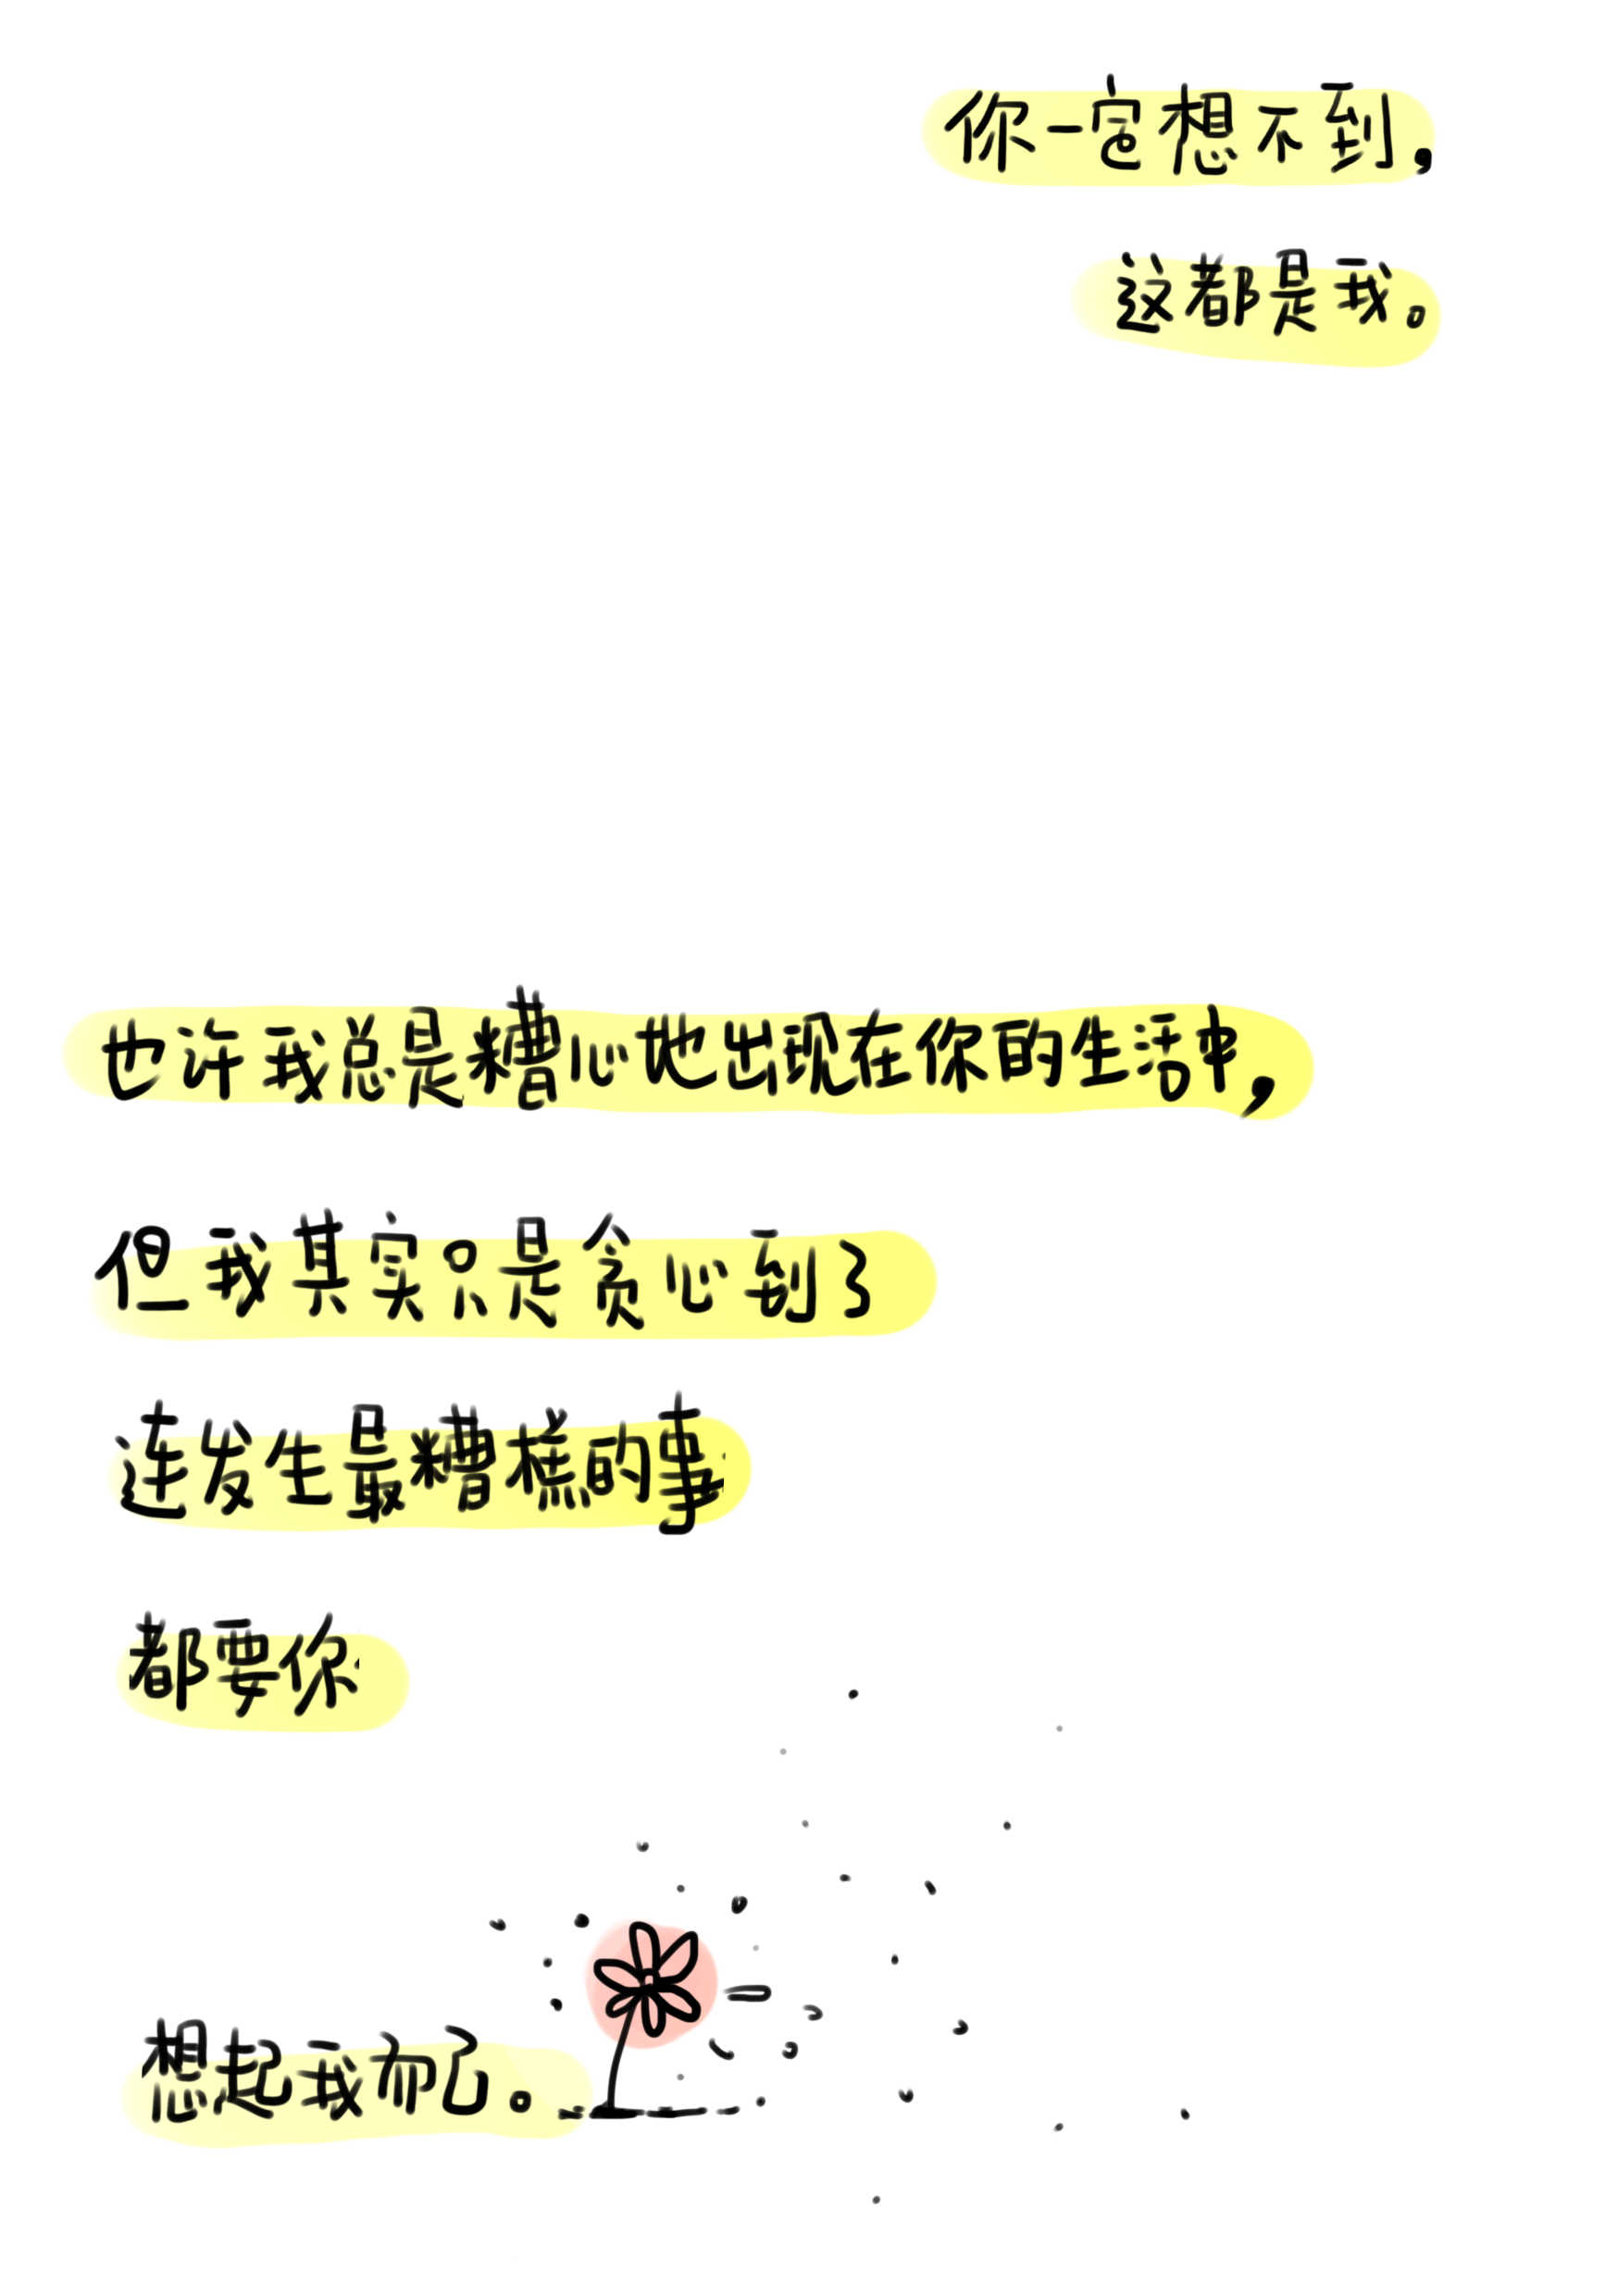 你一定想不到,
这都是我。
也许我总是糟心地出现在你的生活中,
但我其实只是贪心到了
连发生最糟糕的事
都要你
想起我而已。